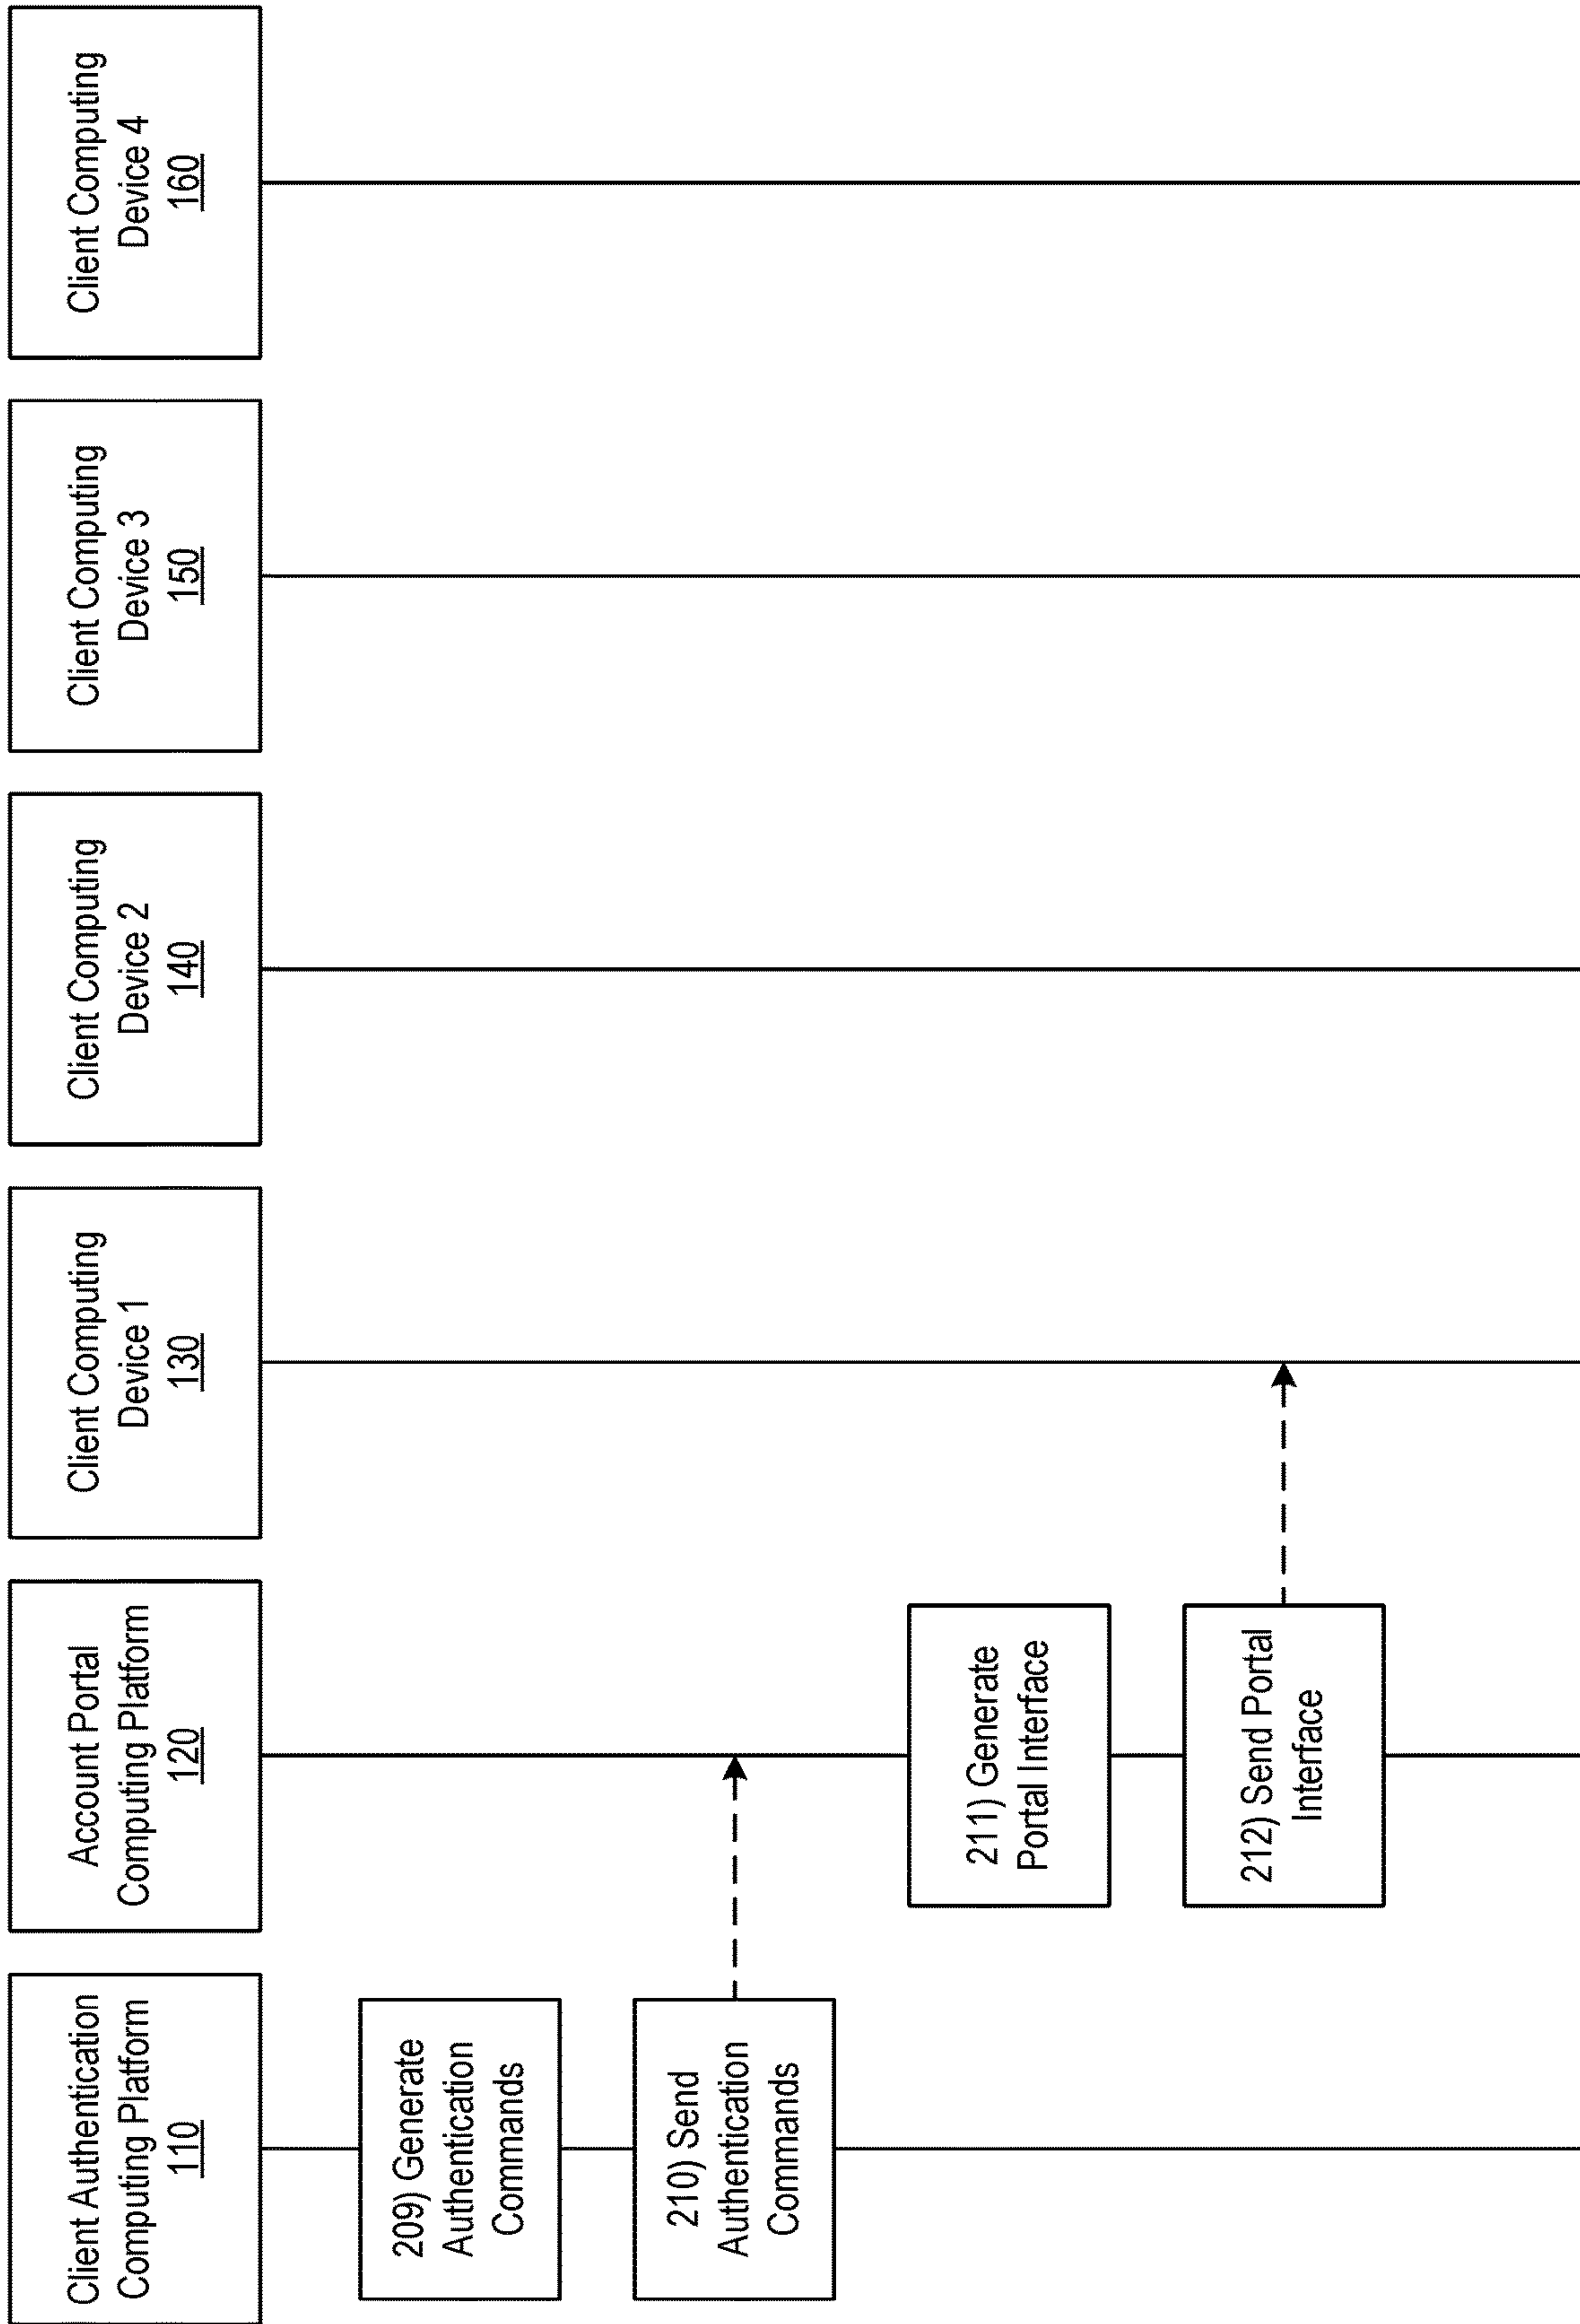 Client Authentication
Computing Platform
110
Account Portal
Computing Platform
120
Client Computing
Device 1
130
Client Computing
Device 2
140
Client Computing
Device 3
150
Client Computing
Device 4
160
209) Generate
Authentication
Commands
210) Send
Authentication
Commands
211) Generate
Portal Interface
212) Send Portal
Interface